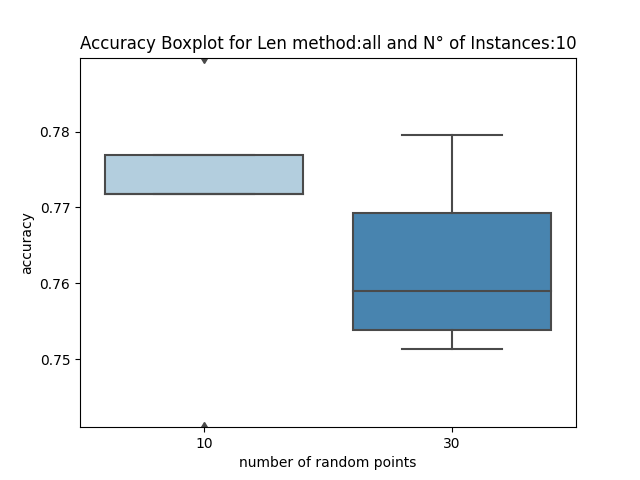 Accuracy Boxplot for Len method:all and N° of Instances:10
0.78
0.77
0.76
0.75
accuracy
10
30
number of random points